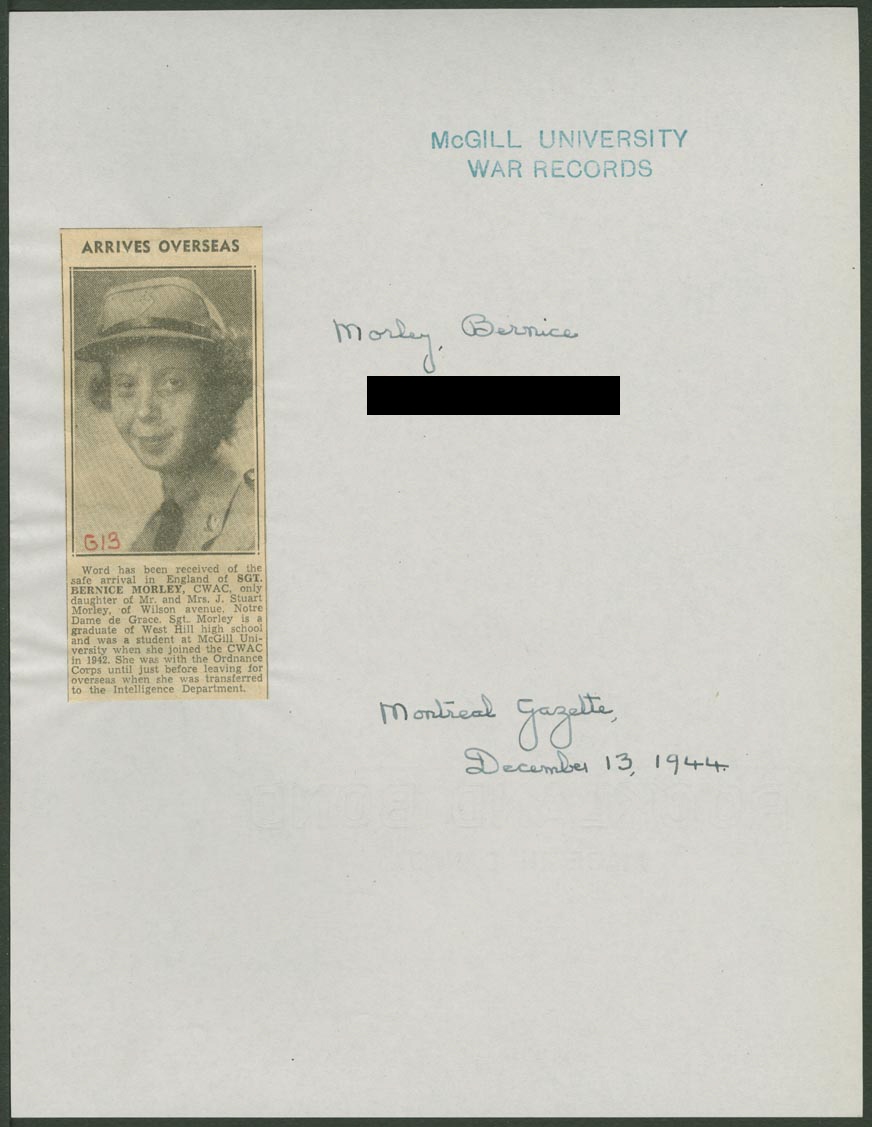 McGILL UNIVERSITY
WAR RECORDS
ARRIVES OVERSEAS
Morley, Bernice
G13
Word has been received of the
safe arrival in England of SGT.
BERNICE MORLEY, CWAC, only
daughter of Mr. and Mrs. J. Stuart
Morley, of Wilson avenue, Notre
Dame de Grace. Sgt. Morley is a
graduate of West Hill high school
and was a student at McGill Uni-
versity when she joined the CWAC
in 1942. She was with the Ordnance
Corps until just before leaving for
overseas when she was transferred
to the Intelligence Department.
Montreal Gazette,
December 13, 1944.